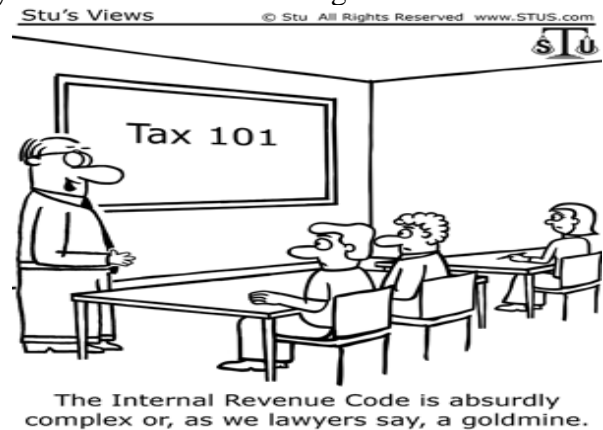 Stu's Views © Stu All Rights Reserved www.STUS.com
STU
Tax 101
The Internal Revenue Code is absurdly
complex or, as we lawyers say, a goldmine.